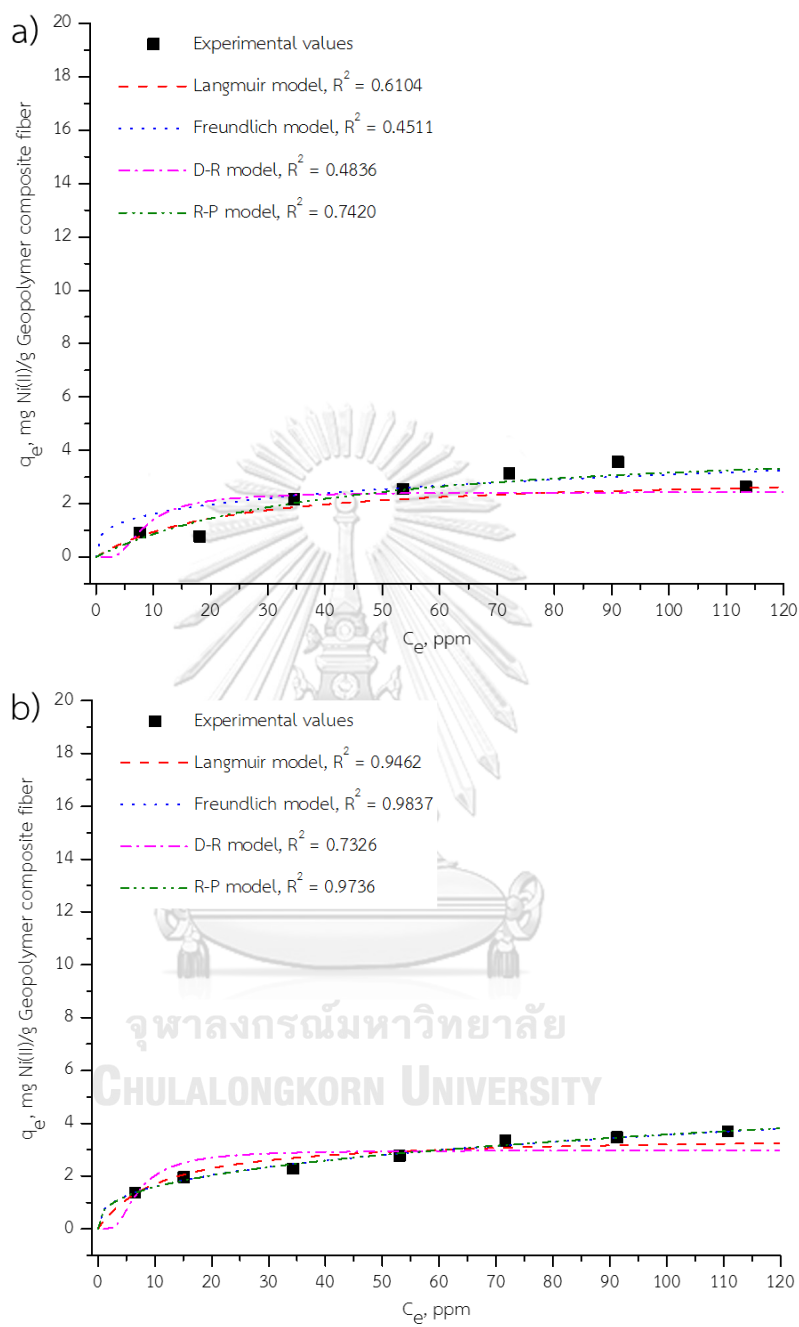 a)
20
18
16
14
12
10
8
6
4
2
0
q_e, mg Ni(II)/g Geopolymer composite fiber
Experimental values
Langmuir model, R² = 0.6104
Freundlich model, R² = 0.4511
D-R model, R² = 0.4836
R-P model, R² = 0.7420
0 10 20 30 40 50 60 70 80 90 100 110 120
C_e, ppm
b)
20
18
16
14
12
10
8
6
4
2
0
q_e, mg Ni(II)/g Geopolymer composite fiber
Experimental values
Langmuir model, R² = 0.9462
Freundlich model, R² = 0.9837
D-R model, R² = 0.7326
R-P model, R² = 0.9736
จุฬาลงกรณ์มหาวิทยาลัย
CHULALONGKORN UNIVERSITY
0 10 20 30 40 50 60 70 80 90 100 110 120
C_e, ppm